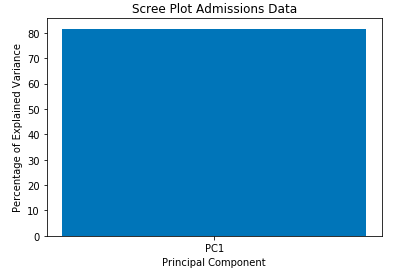 Scree Plot Admissions Data
Percentage of Explained Variance
80
70
60
50
40
30
20
10
0
PC1
Principal Component